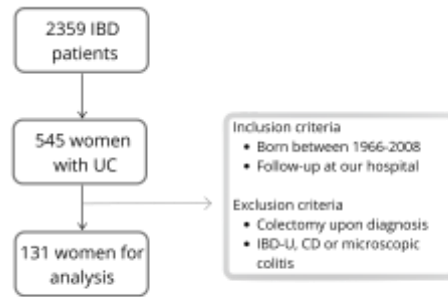 2359 IBD
patients
545 women
with UC
Inclusion criteria
• Born between 1966-2008
• Follow-up at our hospital
Exclusion criteria
• Colectomy upon diagnosis
• IBD-U, CD or microscopic
colitis
131 women for
analysis